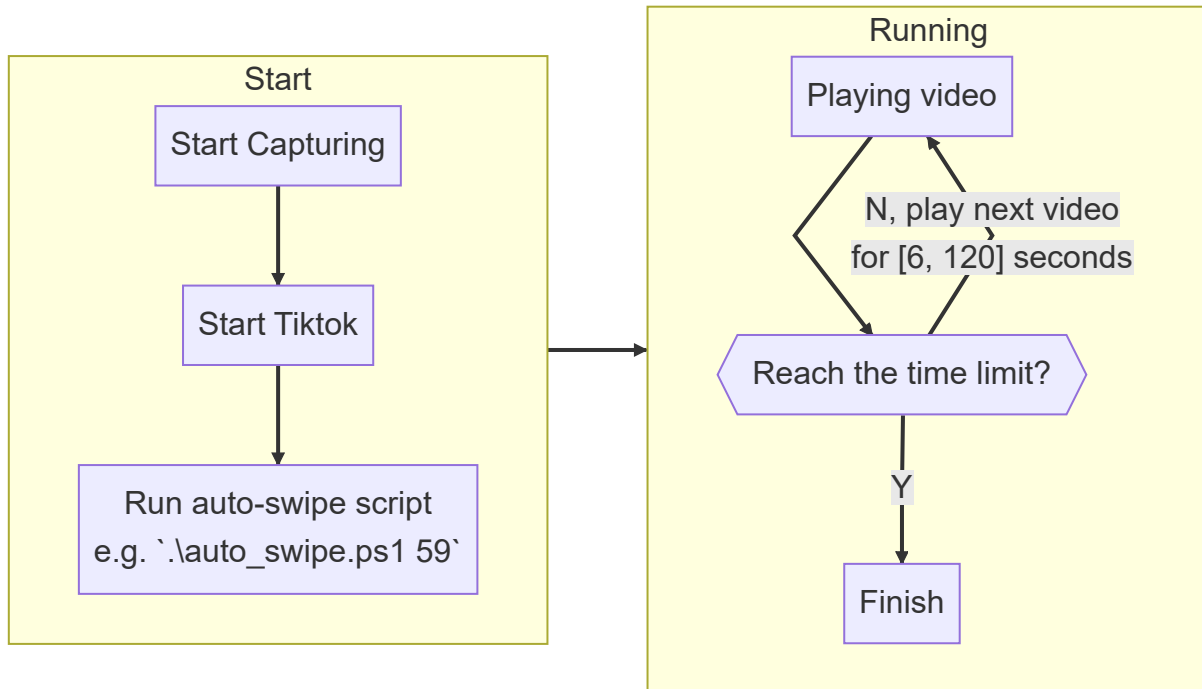 Start
Start Capturing
Start Tiktok
Run auto-swipe script
e.g. `.\auto_swipe.ps1 59`
Running
Playing video
N, play next video
for [6, 120] seconds
Reach the time limit?
Y
Finish